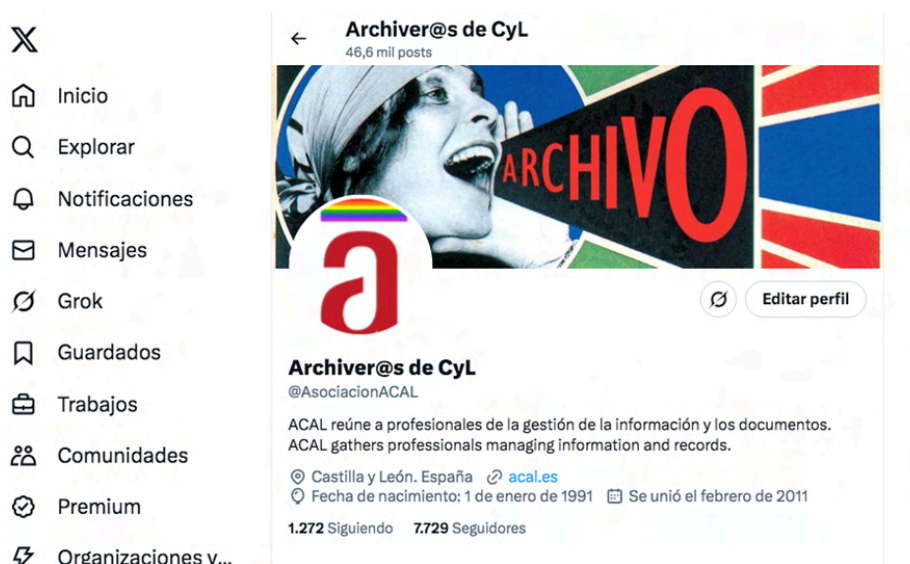 Inicio
Explorar
Notificaciones
Mensajes
Grok
Guardados
Trabajos
Comunidades
Premium
Organizaciones y...
Archiver@s de CyL
46,6 mil posts
ARCHIVO
a
Editar perfil
Archiver@s de CyL
@AsociacionACAL
ACAL reúne a profesionales de la gestión de la información y los documentos.
ACAL gathers professionals managing information and records.
Castilla y León. España acal.es
Fecha de nacimiento: 1 de enero de 1991 Se unió el febrero de 2011
1.272 Siguiendo 7.729 Seguidores